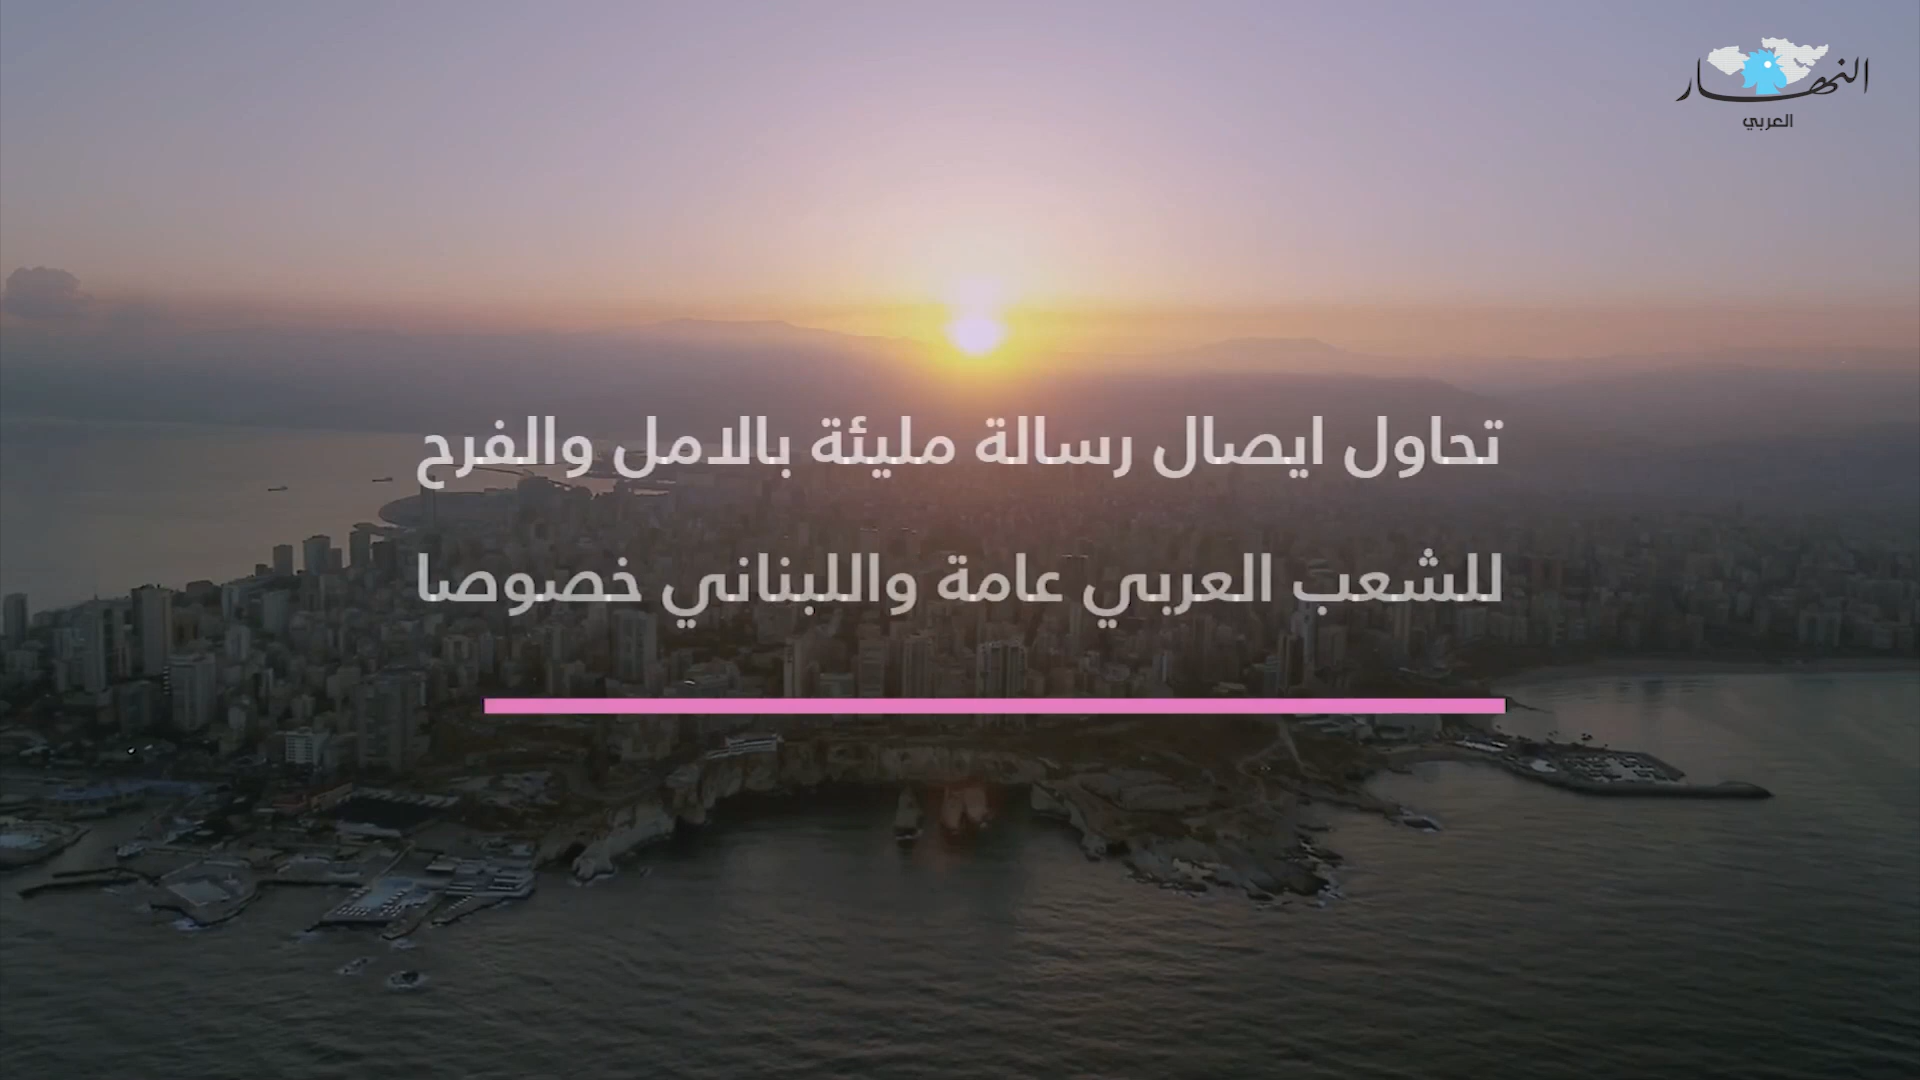 النهار
العربي
تحاول ايصال رسالة مليئة بالامل والفرح
للشعب العربي عامة واللبناني خصوصا